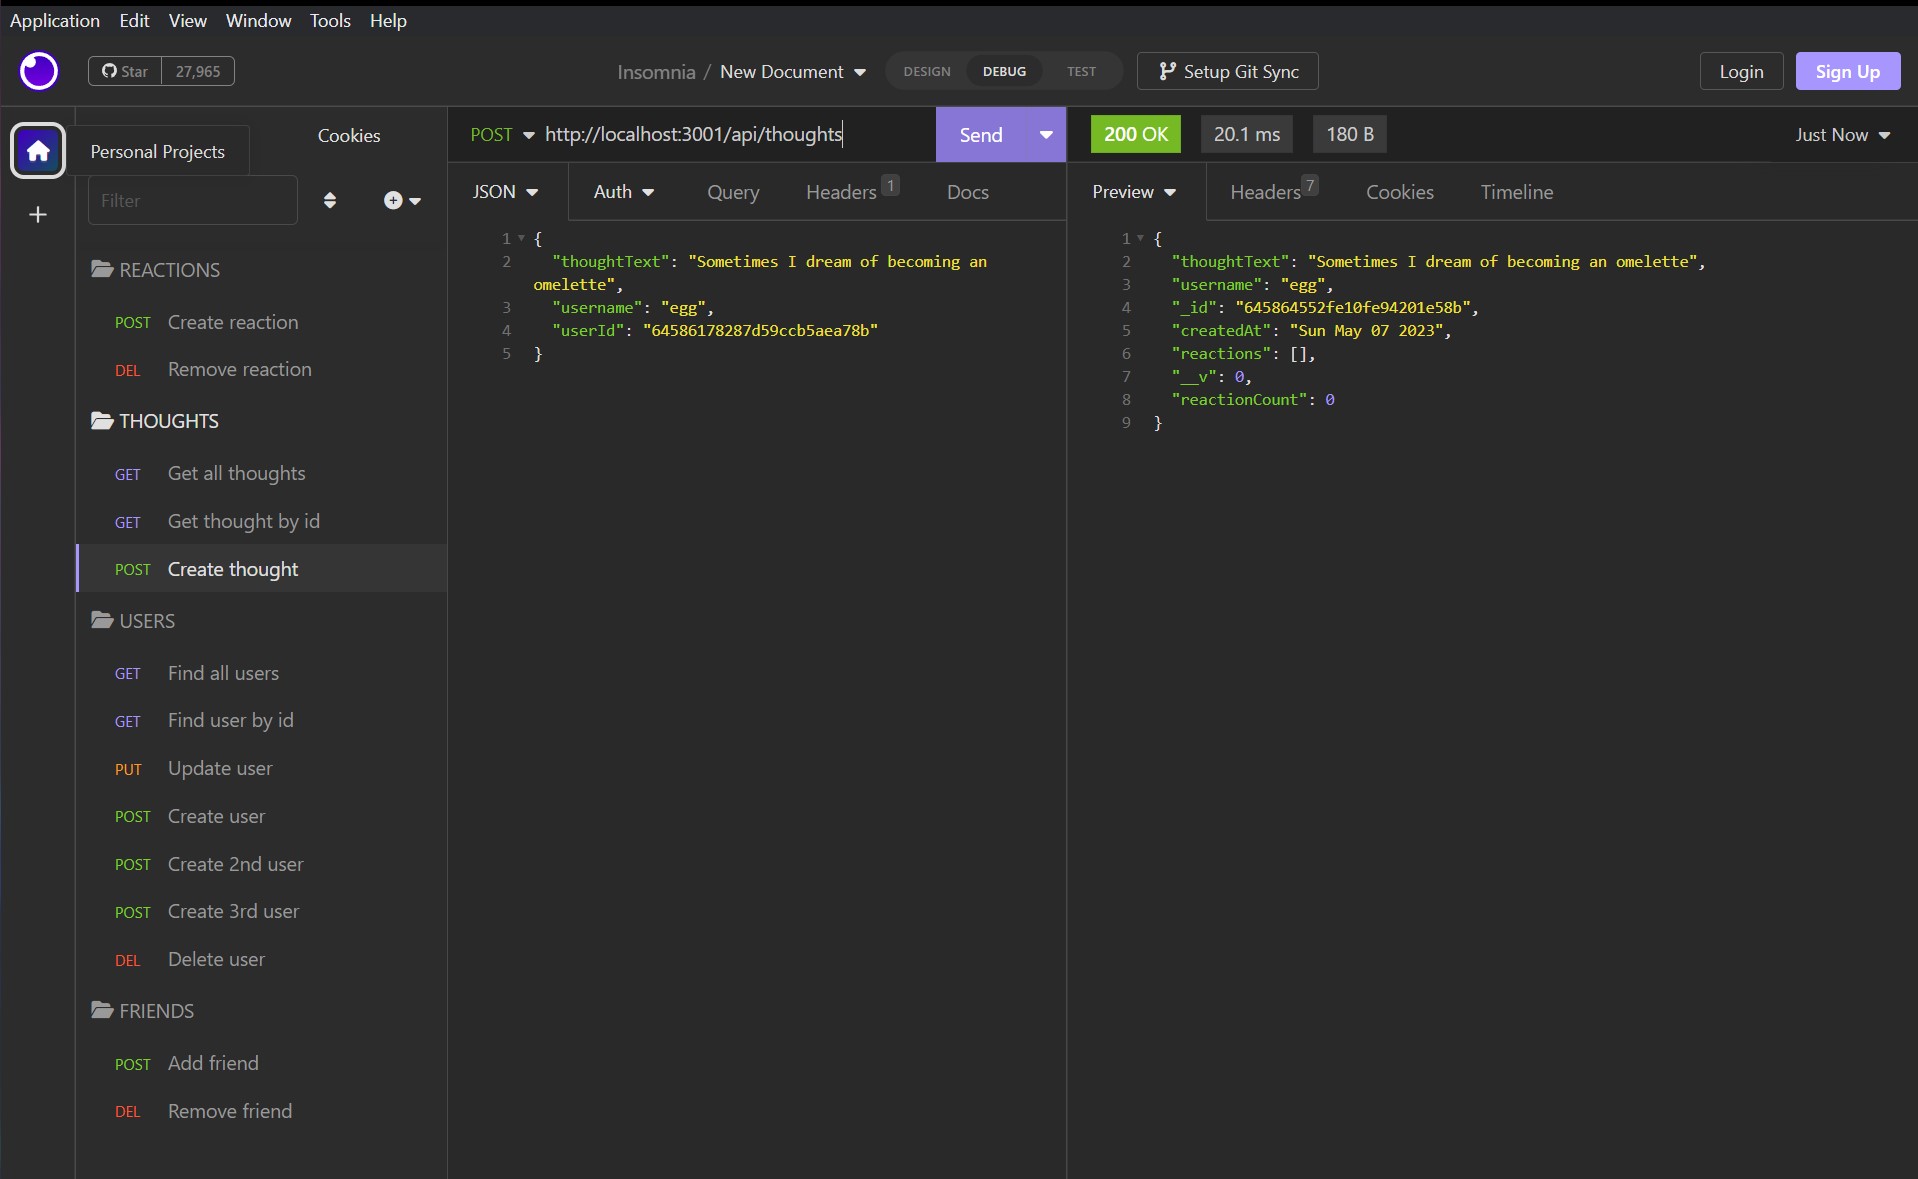 Application Edit View Window Tools Help
Star 27,965
Insomnia / New Document
DESIGN DEBUG TEST
Setup Git Sync
Login Sign Up
Personal Projects
Cookies
Filter
REACTIONS
POST Create reaction
DEL Remove reaction
THOUGHTS
GET Get all thoughts
GET Get thought by id
POST Create thought
USERS
GET Find all users
GET Find user by id
PUT Update user
POST Create user
POST Create 2nd user
POST Create 3rd user
DEL Delete user
FRIENDS
POST Add friend
DEL Remove friend
POST http://localhost:3001/api/thoughts Send
JSON Auth Query Headers 1 Docs
1 {
2 "thoughtText": "Sometimes I dream of becoming an
omelette",
3 "username": "egg",
4 "userId": "64586178287d59ccb5aea78b"
5 }
200 OK 20.1 ms 180 B Just Now
Preview Headers 7 Cookies Timeline
1 {
2 "thoughtText": "Sometimes I dream of becoming an omelette",
3 "username": "egg",
4 "_id": "645864552fe10fe94201e58b",
5 "createdAt": "Sun May 07 2023",
6 "reactions": [],
7 "__v": 0,
8 "reactionCount": 0
9 }